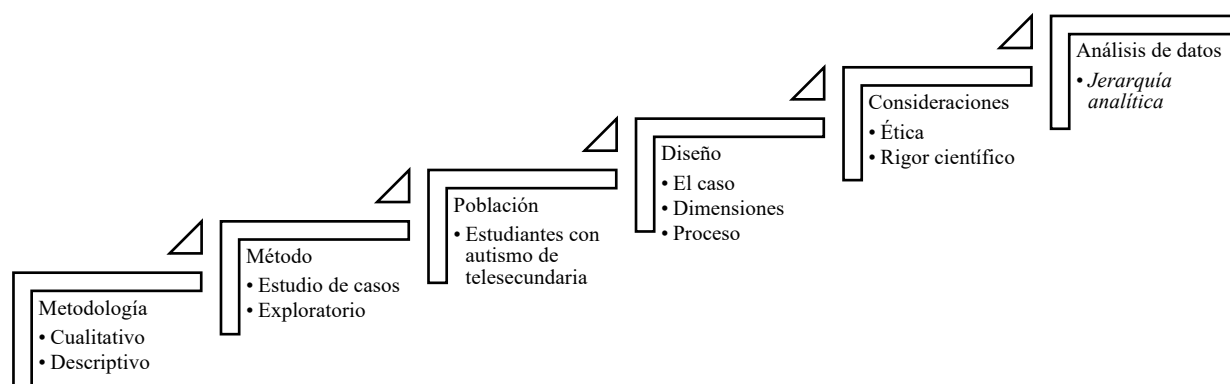 Metodología
• Cualitativo
• Descriptivo
Método
• Estudio de casos
• Exploratorio
Población
• Estudiantes con
autismo de
telesecundaria
Diseño
• El caso
• Dimensiones
• Proceso
Consideraciones
• Ética
• Rigor científico
Análisis de datos
• Jerarquía
analítica